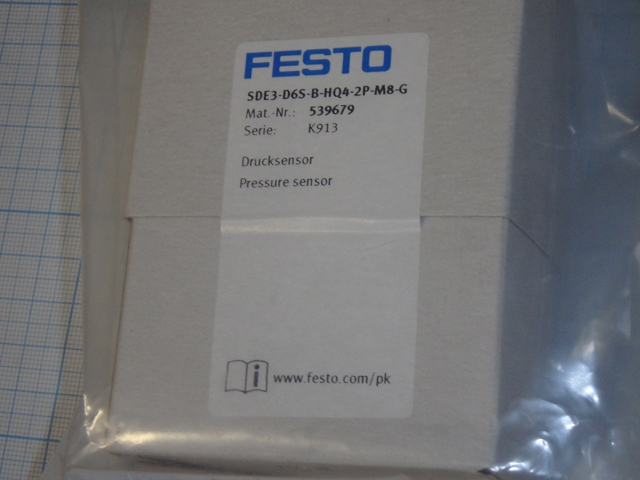 FESTO
SDE3-D6S-B-HQ4-2P-M8-G
Mat.-Nr.: 539679
Serie: K913
Drucksensor
Pressure sensor
www.festo.com/pk